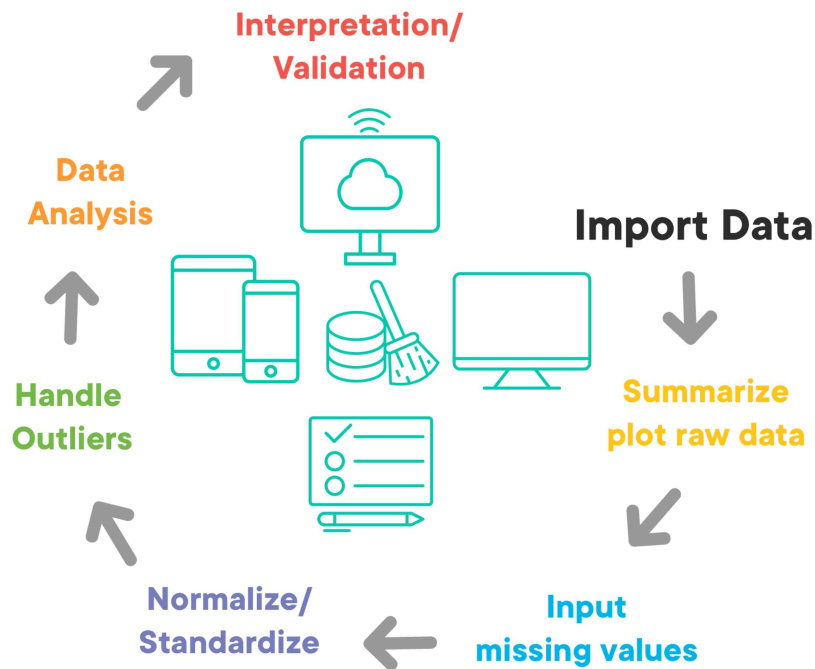 Import Data
Summarize
plot raw data
Input
missing values
Normalize/
Standardize
Handle
Outliers
Data
Analysis
Interpretation/
Validation